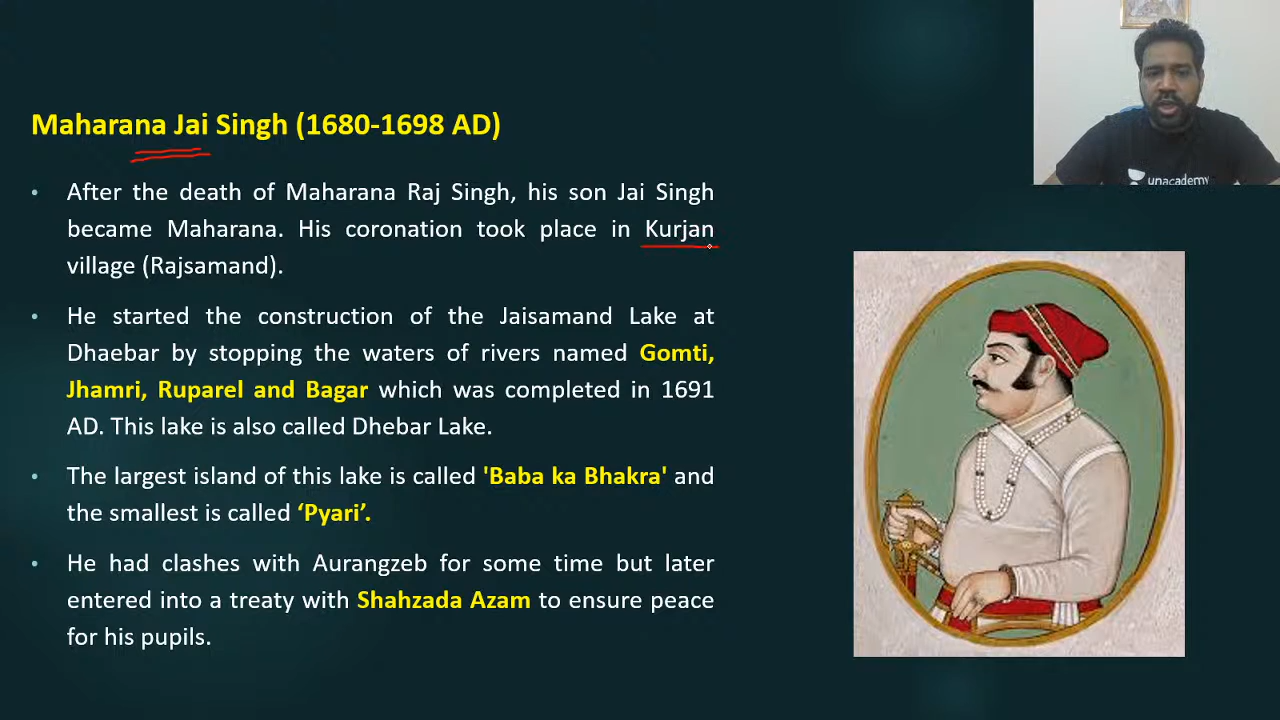 Maharana Jai Singh (1680-1698 AD)
• After the death of Maharana Raj Singh, his son Jai Singh
became Maharana. His coronation took place in Kurjan
village (Rajsamand).
• He started the construction of the Jaisamand Lake at
Dhaebar by stopping the waters of rivers named Gomti,
Jhamri, Ruparel and Bagar which was completed in 1691
AD. This lake is also called Dhebar Lake.
• The largest island of this lake is called 'Baba ka Bhakra' and
the smallest is called ‘Pyari’.
• He had clashes with Aurangzeb for some time but later
entered into a treaty with Shahzada Azam to ensure peace
for his pupils.
unacademy